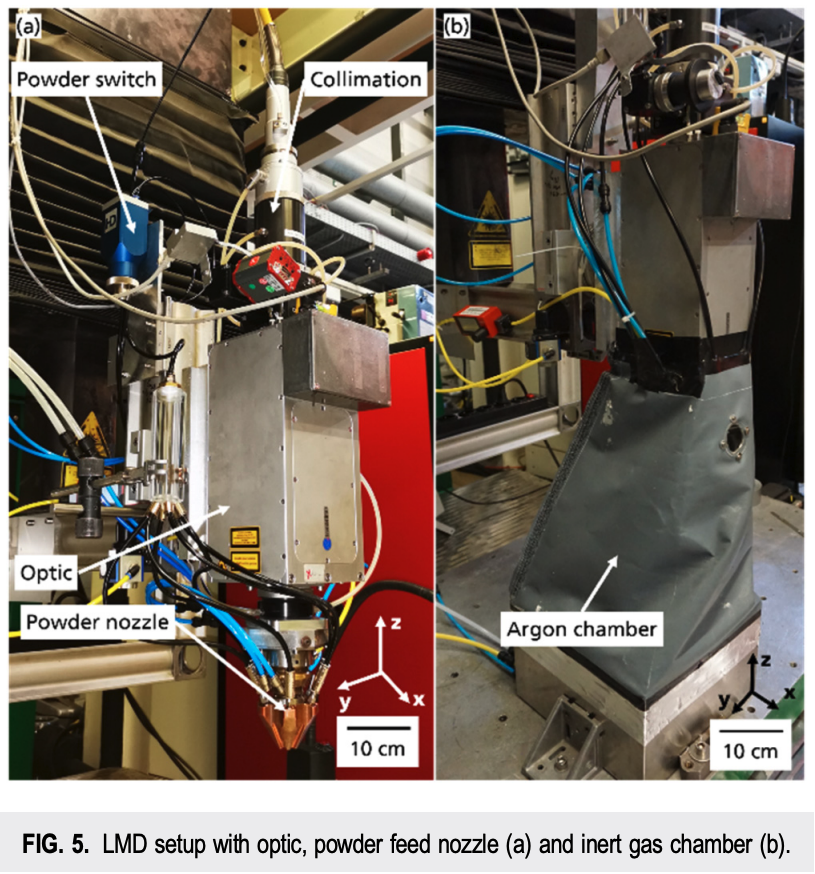 (a)
Powder switch
Collimation
Optic
Powder nozzle
z
y
x
10 cm
(b)
Argon chamber
z
y
x
10 cm
FIG. 5. LMD setup with optic, powder feed nozzle (a) and inert gas chamber (b).